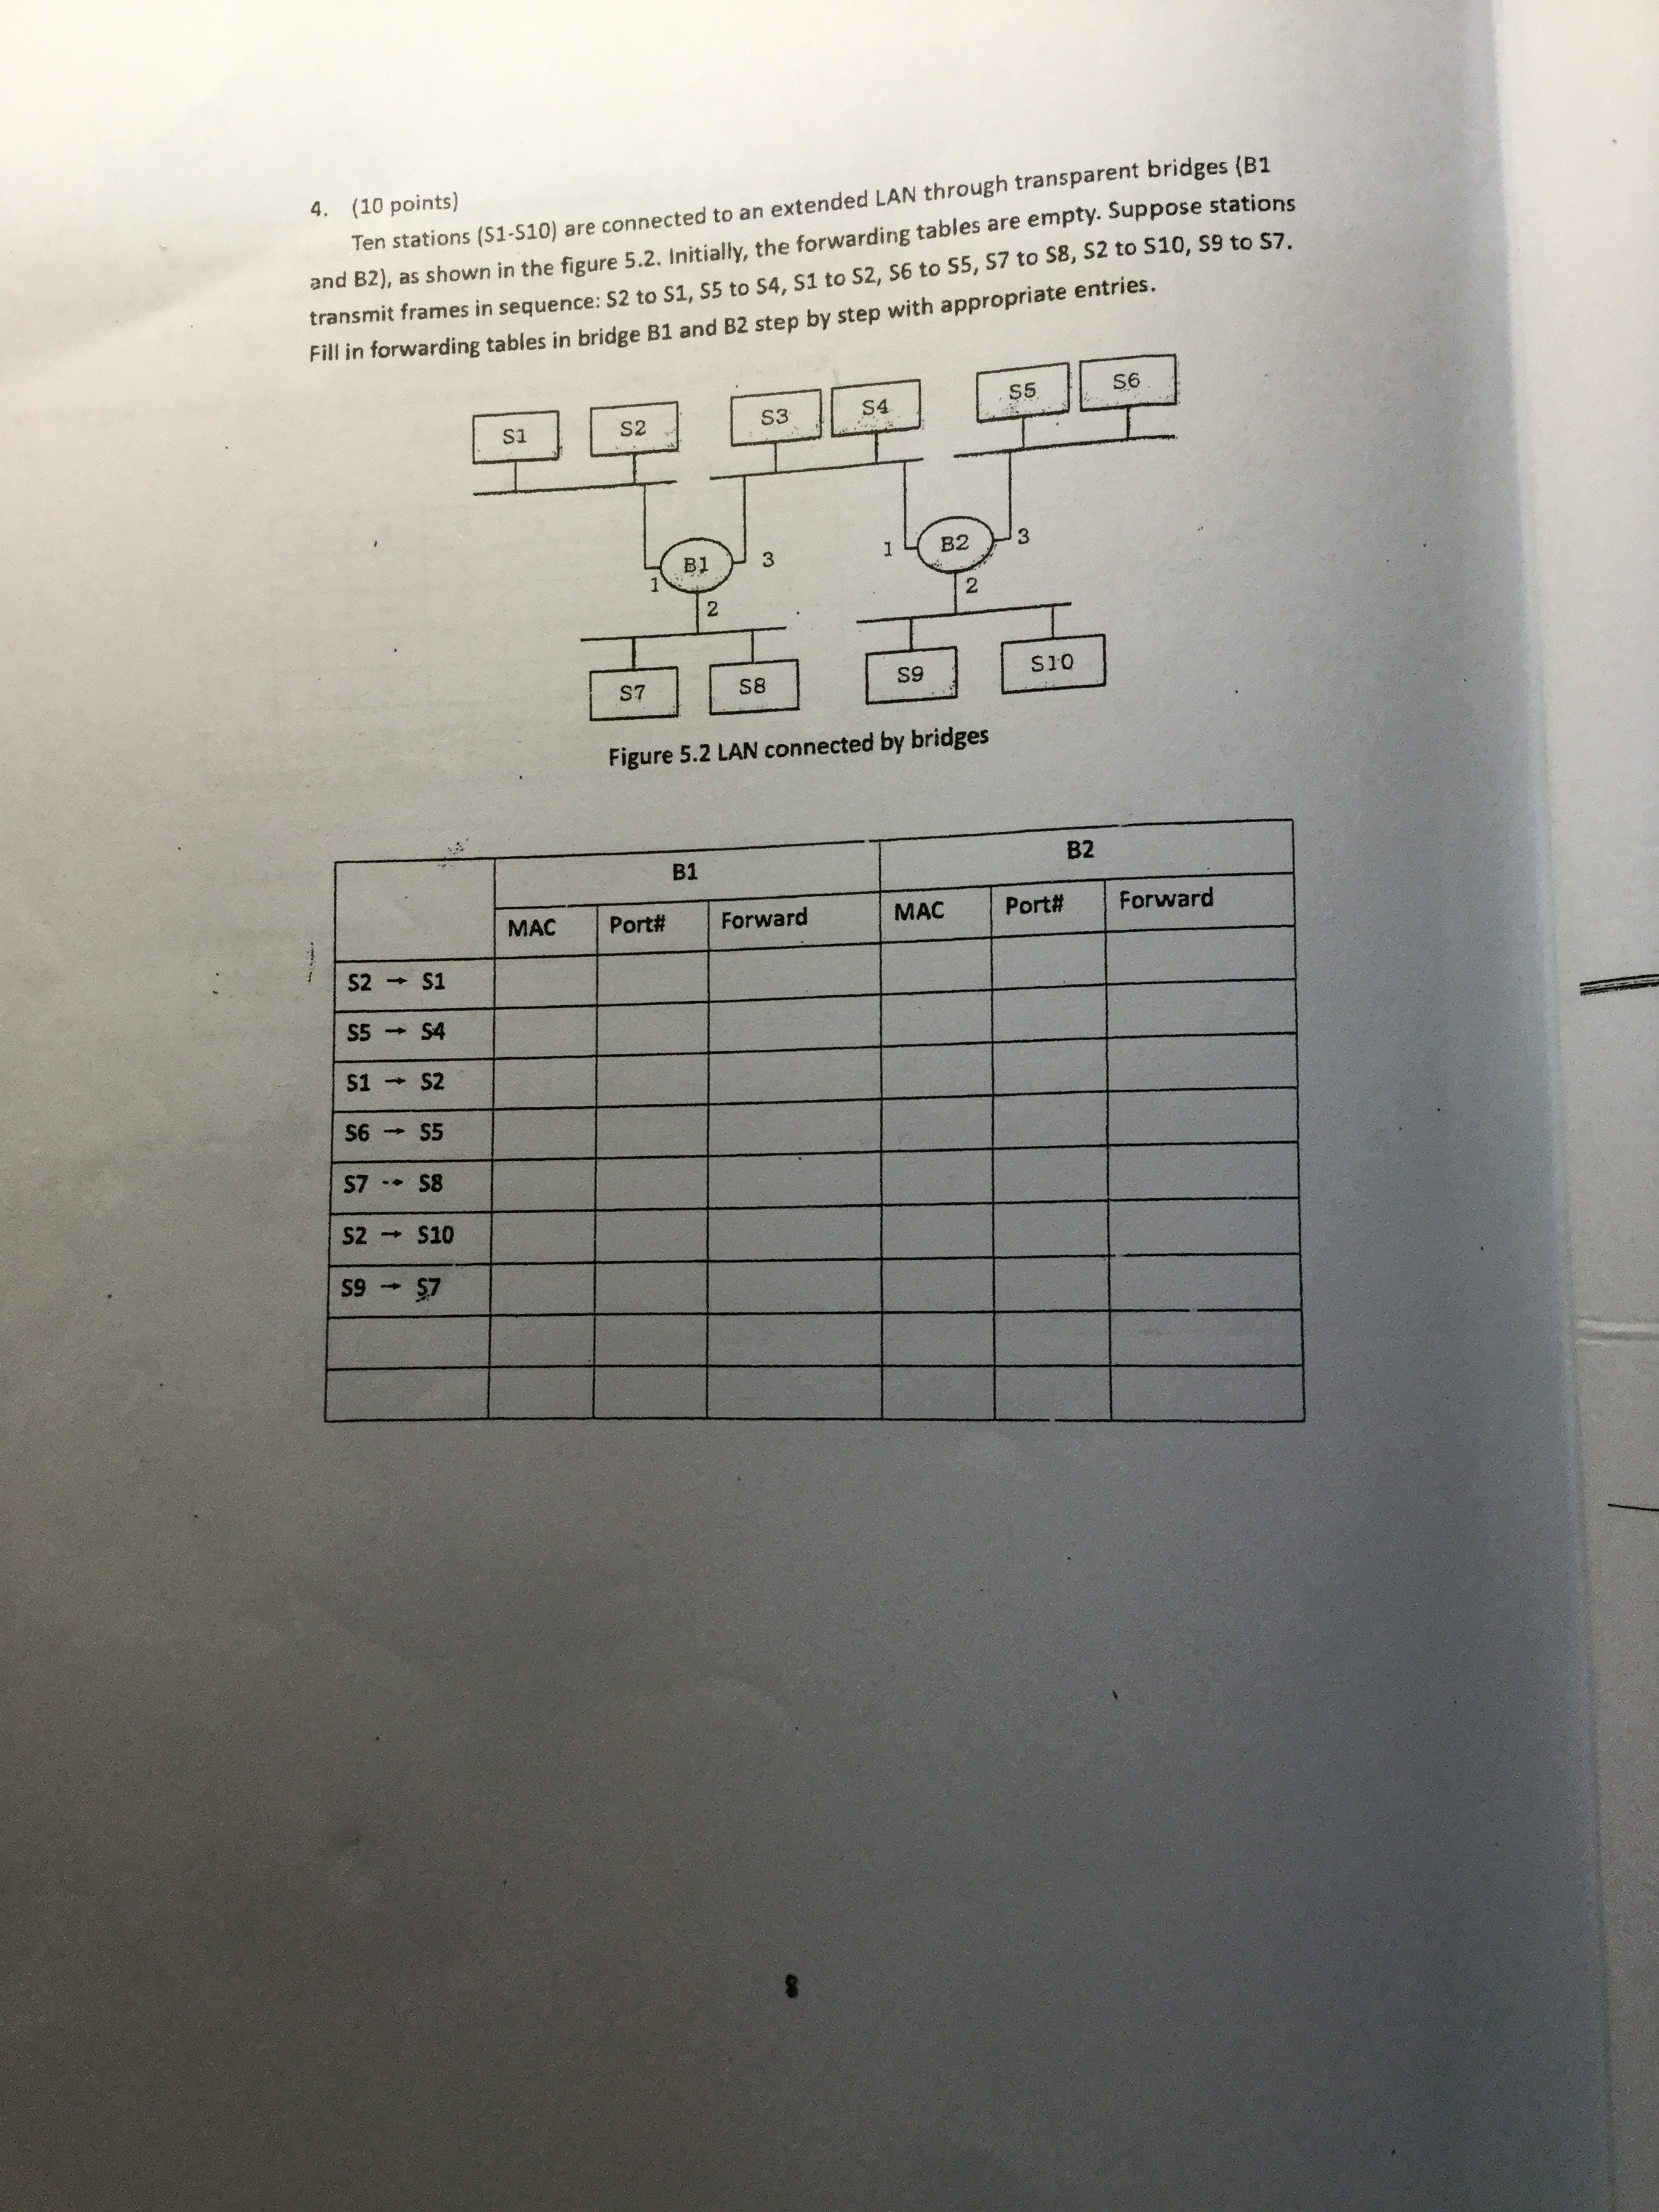 4. (10 points)
Ten stations (S1-S10) are connected to an extended LAN through transparent bridges (B1
and B2), as shown in the figure 5.2. Initially, the forwarding tables are empty. Suppose stations
transmit frames in sequence: S2 to S1, S5 to S4, S1 to S2, S6 to S5, S7 to S8, S2 to S10, S9 to S7.
Fill in forwarding tables in bridge B1 and B2 step by step with appropriate entries.
S1 S2 S3 S4 S5 S6
B1 B2
1 3 1 3
2 2
S7 S8 S9 S10
Figure 5.2 LAN connected by bridges
B1 B2
MAC Port# Forward MAC Port# Forward
S2 → S1
S5 → S4
S1 → S2
S6 → S5
S7 → S8
S2 → S10
S9 → S7
8